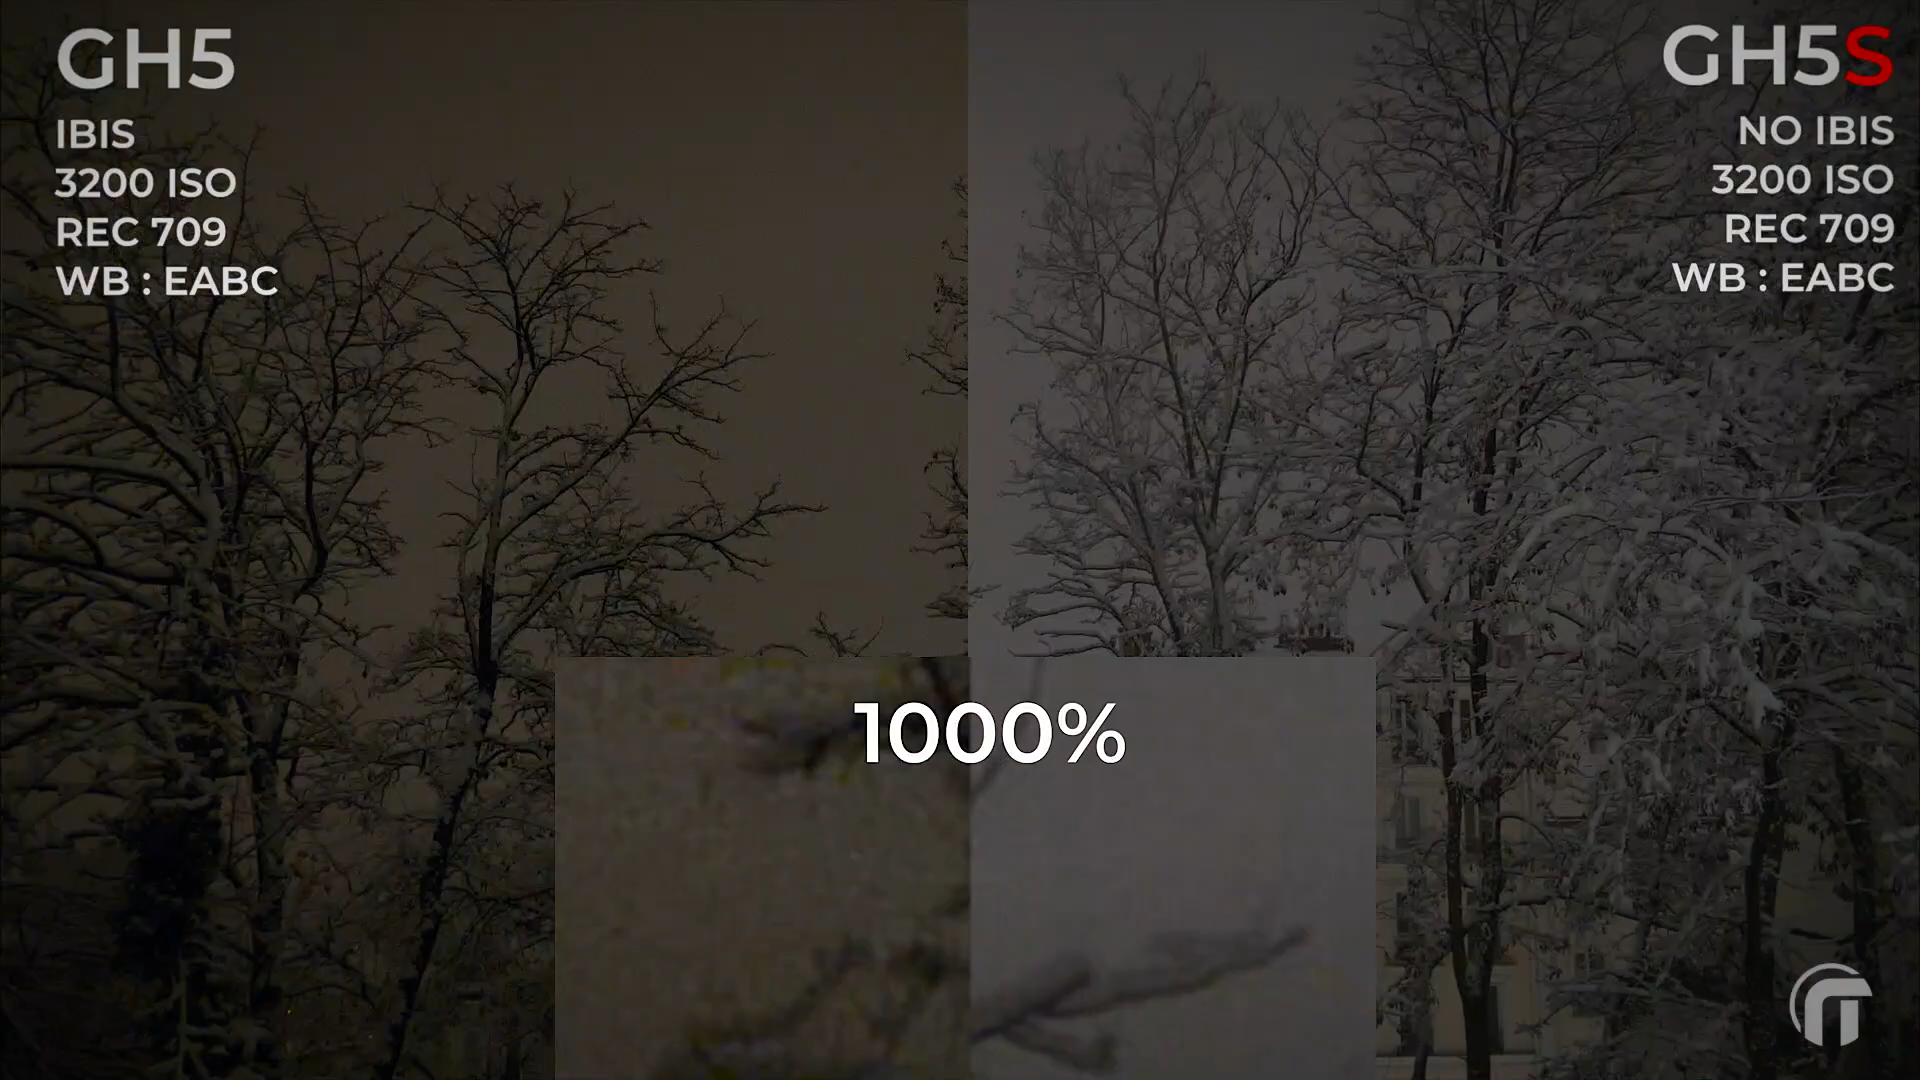 GH5
IBIS
3200 ISO
REC 709
WB : EABC
GH5S
NO IBIS
3200 ISO
REC 709
WB : EABC
1000%